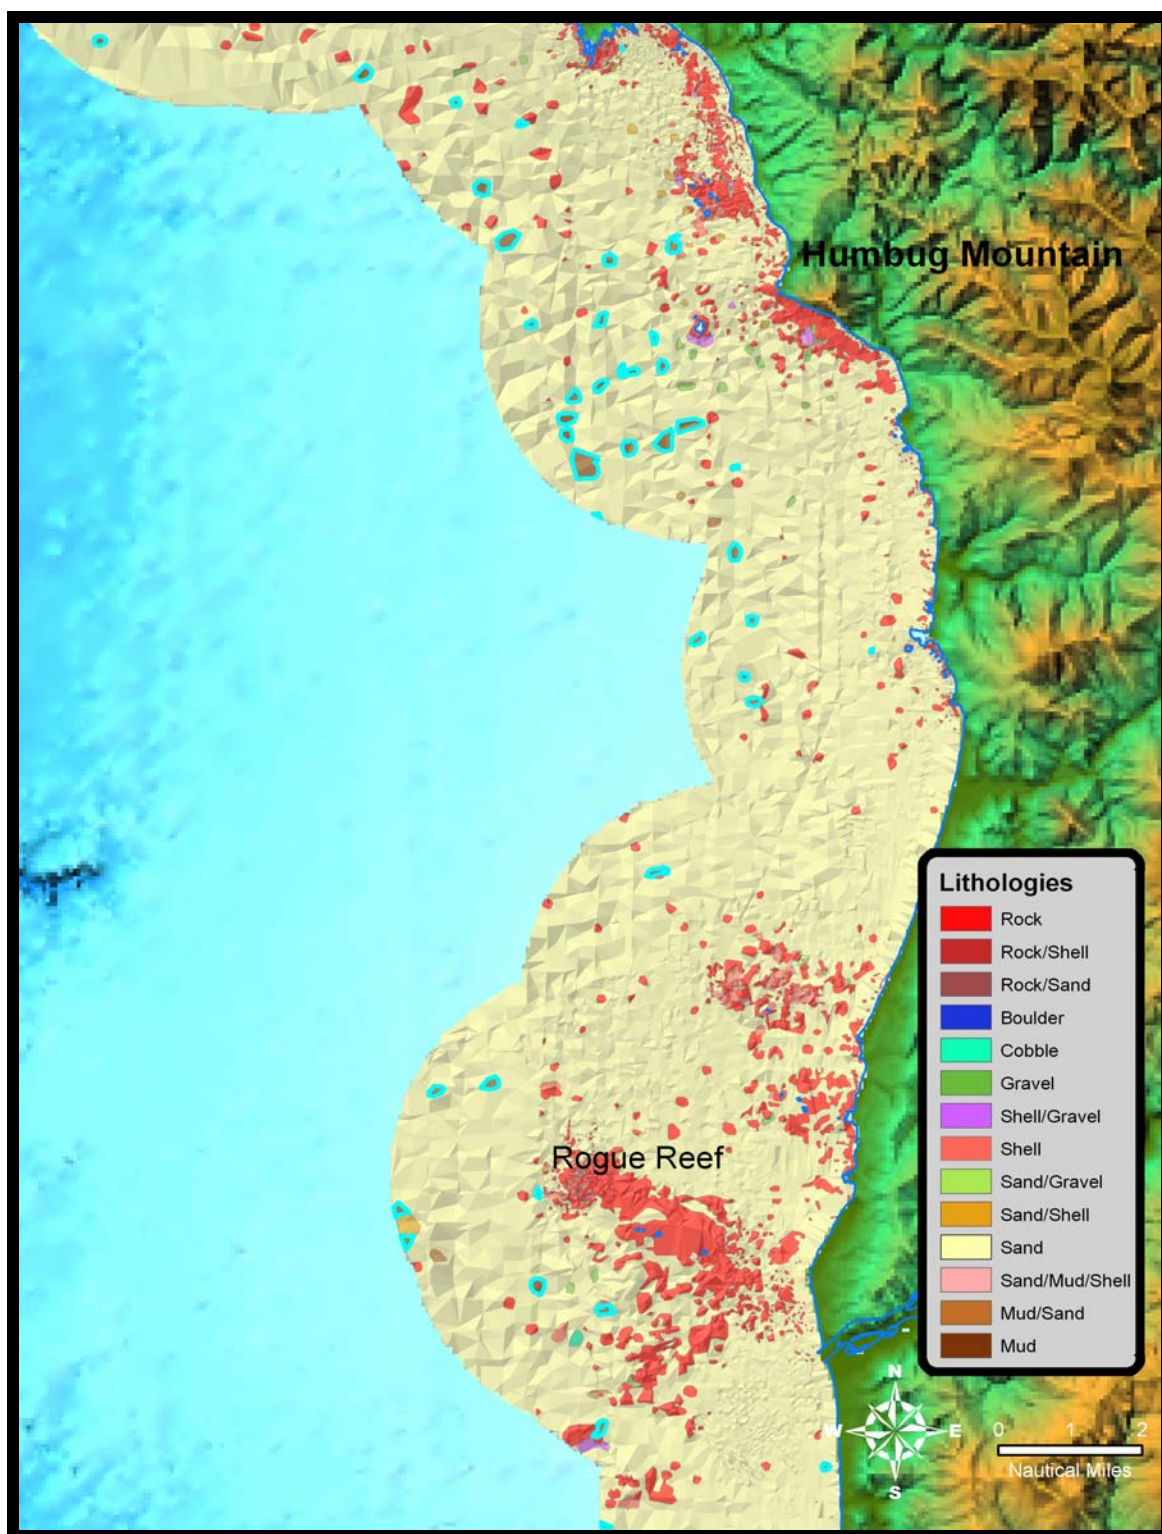 Humbug Mountain
Lithologies
Rock
Rock/Shell
Rock/Sand
Boulder
Cobble
Gravel
Shell/Gravel
Shell
Sand/Gravel
Sand/Shell
Sand
Sand/Mud/Shell
Mud/Sand
Mud
Rogue Reef
N
W E
S
0 1 2
Nautical Miles